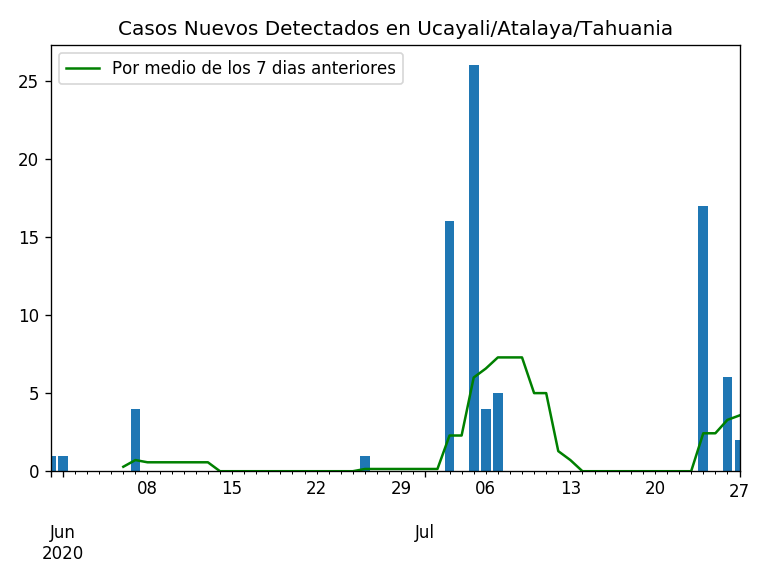 Casos Nuevos Detectados en Ucayali/Atalaya/Tahuania
Por medio de los 7 dias anteriores
25
20
15
10
5
0
08 15 22 29 06 13 20 27
Jun Jul
2020